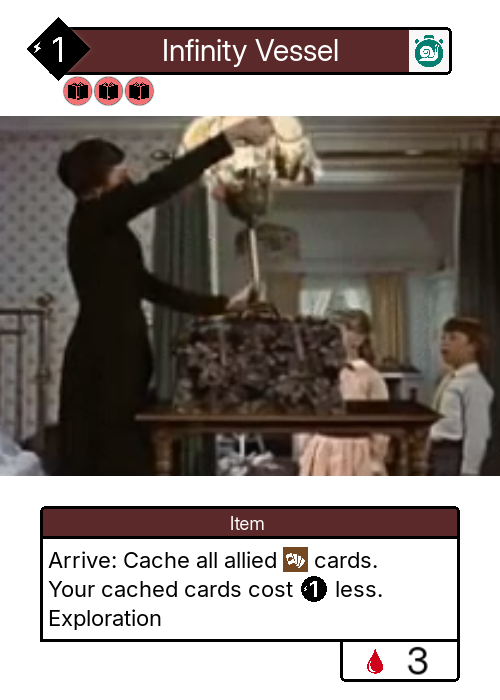 1
Infinity Vessel
Item
Arrive: Cache all allied cards.
Your cached cards cost 1 less.
Exploration
3